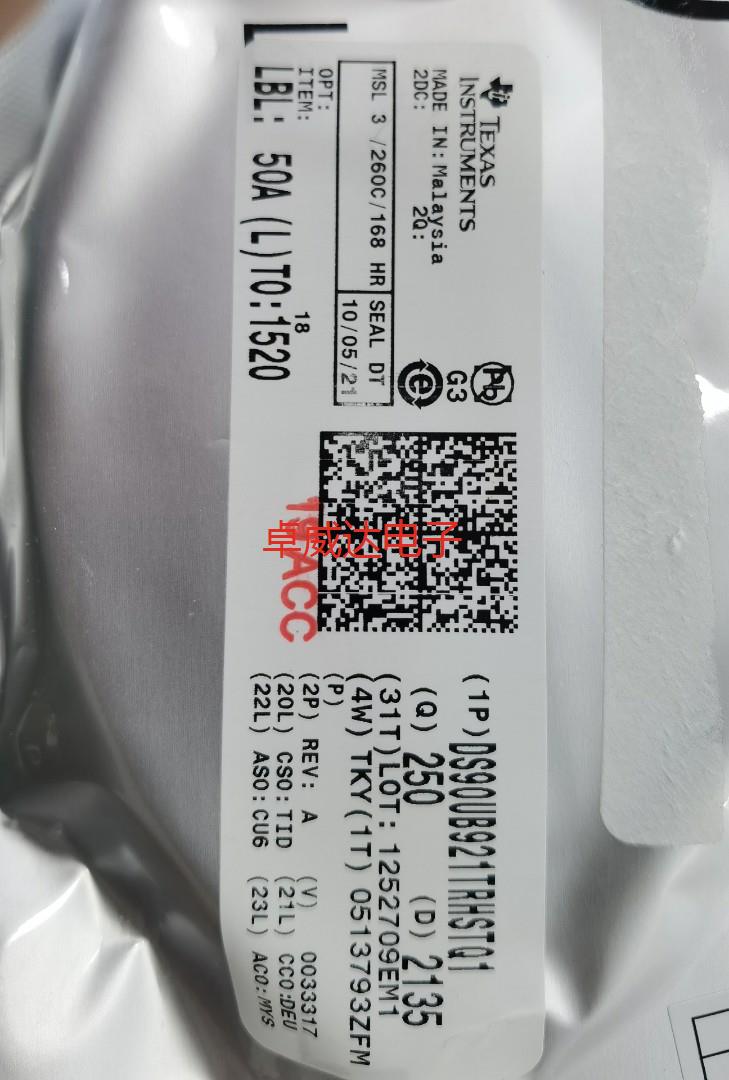 TEXAS
INSTRUMENTS
MADE IN: Malaysia
2DC: 2Q:
MSL 3 /260C/168 HR
SEAL DT
10/05/21
OPT:
ITEM:
18
LBL: 50A (L)TO:1520
Pb
G3
e
卓威达电子
ACC
(1P)DS90UB921TRHSTQ1
(Q) 250 (D) 2135
(31T)LOT: 1252709EM1
(4W) TKY(1T) 0513793ZFM
(P)
(2P) REV: A (V) 0033317
(20L) CSO:TID (21L) CCO:DEU
(22L) ASO:CU6 (23L) ACO:MYS